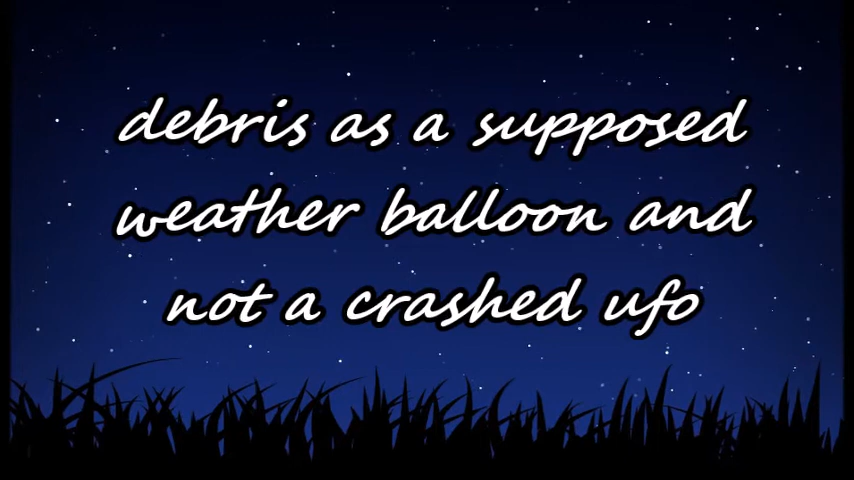 debris as a supposed
weather balloon and
not a crashed ufo